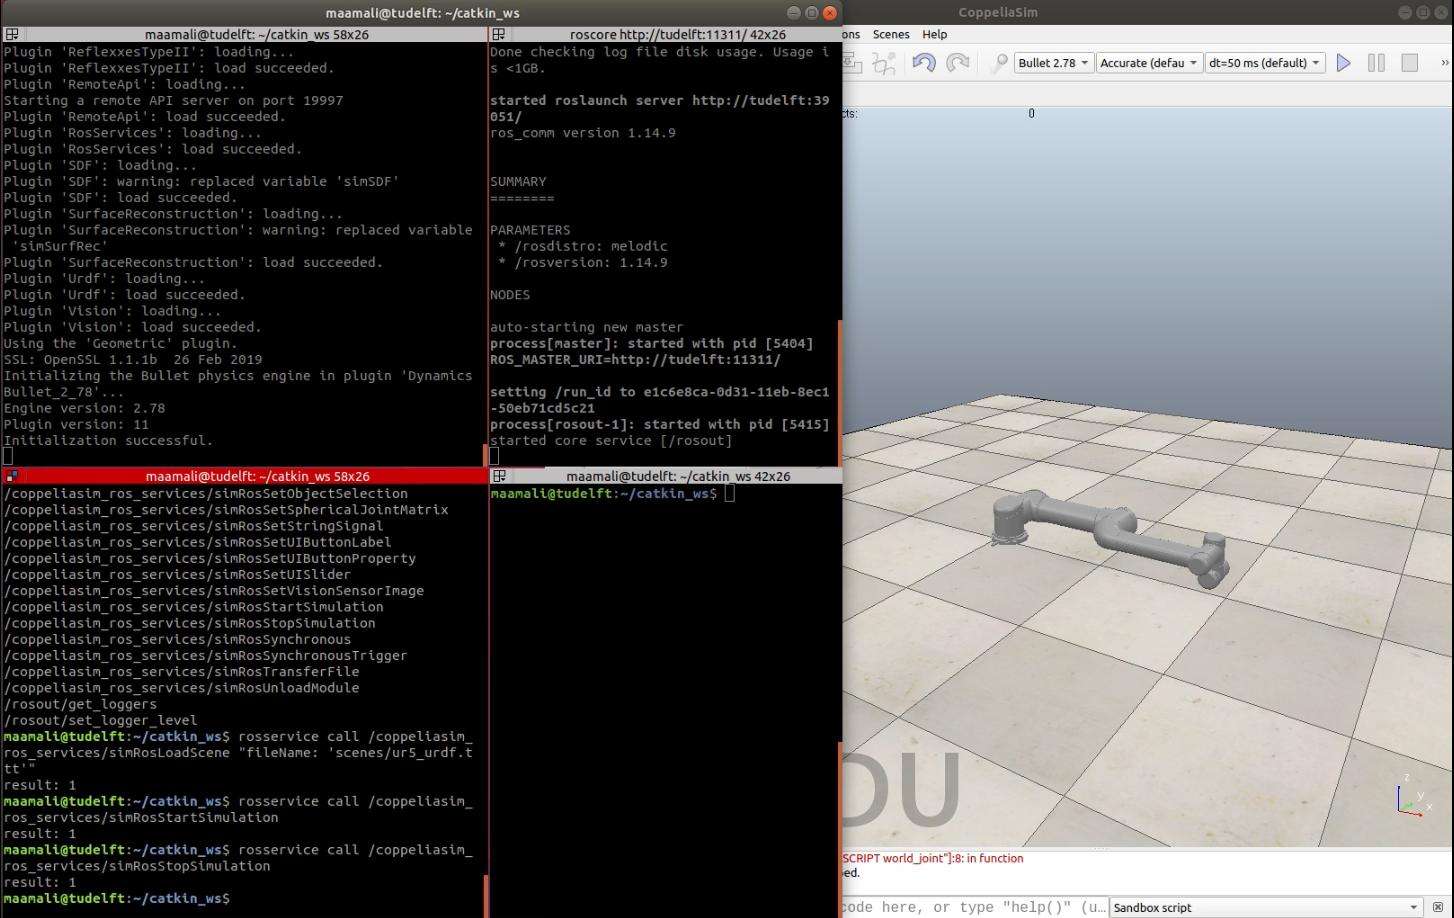 maamali@tudelft: ~/catkin_ws
maamali@tudelft: ~/catkin_ws 58x26
Plugin 'ReflexxesTypeII': loading...
Plugin 'ReflexxesTypeII': load succeeded.
Plugin 'RemoteApi': loading...
Starting a remote API server on port 19997
Plugin 'RemoteApi': load succeeded.
Plugin 'RosServices': loading...
Plugin 'RosServices': load succeeded.
Plugin 'SDF': loading...
Plugin 'SDF': warning: replaced variable 'simSDF'
Plugin 'SDF': load succeeded.
Plugin 'SurfaceReconstruction': loading...
Plugin 'SurfaceReconstruction': warning: replaced variable
'simSurfRec'
Plugin 'SurfaceReconstruction': load succeeded.
Plugin 'Urdf': loading...
Plugin 'Urdf': load succeeded.
Plugin 'Vision': loading...
Plugin 'Vision': load succeeded.
Using the 'Geometric' plugin.
SSL: OpenSSL 1.1.1b  26 Feb 2019
Initializing the Bullet physics engine in plugin 'Dynamics
Bullet_2_78'...
Engine version: 2.78
Plugin version: 11
Initialization successful.
roscore http://tudelft:11311/ 42x26
Done checking log file disk usage. Usage i
s <1GB.
started roslaunch server http://tudelft:39
051/
ros_comm version 1.14.9
SUMMARY
========
PARAMETERS
* /rosdistro: melodic
* /rosversion: 1.14.9
NODES
auto-starting new master
process[master]: started with pid [5404]
ROS_MASTER_URI=http://tudelft:11311/
setting /run_id to e1c6e8ca-0d31-11eb-8ec1
-50eb71cd5c21
process[rosout-1]: started with pid [5415]
started core service [/rosout]
maamali@tudelft: ~/catkin_ws 58x26
/coppeliasim_ros_services/simRosSetObjectSelection
/coppeliasim_ros_services/simRosSetSphericalJointMatrix
/coppeliasim_ros_services/simRosSetStringSignal
/coppeliasim_ros_services/simRosSetUIButtonLabel
/coppeliasim_ros_services/simRosSetUIButtonProperty
/coppeliasim_ros_services/simRosSetUISlider
/coppeliasim_ros_services/simRosSetVisionSensorImage
/coppeliasim_ros_services/simRosStartSimulation
/coppeliasim_ros_services/simRosStopSimulation
/coppeliasim_ros_services/simRosSynchronous
/coppeliasim_ros_services/simRosSynchronousTrigger
/coppeliasim_ros_services/simRosTransferFile
/coppeliasim_ros_services/simRosUnloadModule
/rosout/get_loggers
/rosout/set_logger_level
maamali@tudelft:~/catkin_ws$ rosservice call /coppeliasim_
ros_services/simRosLoadScene "fileName: 'scenes/ur5_urdf.t
tt'"
result: 1
maamali@tudelft:~/catkin_ws$ rosservice call /coppeliasim_
ros_services/simRosStartSimulation
result: 1
maamali@tudelft:~/catkin_ws$ rosservice call /coppeliasim_
ros_services/simRosStopSimulation
result: 1
maamali@tudelft:~/catkin_ws$
maamali@tudelft: ~/catkin_ws 42x26
maamali@tudelft:~/catkin_ws$
CoppeliaSim
ons Scenes Help
Bullet 2.78 Accurate (defau dt=50 ms (default) »
cts: 0
DU
z
y
x
SCRIPT world_joint"]:8: in function
ped.
code here, or type "help()" (u... Sandbox script